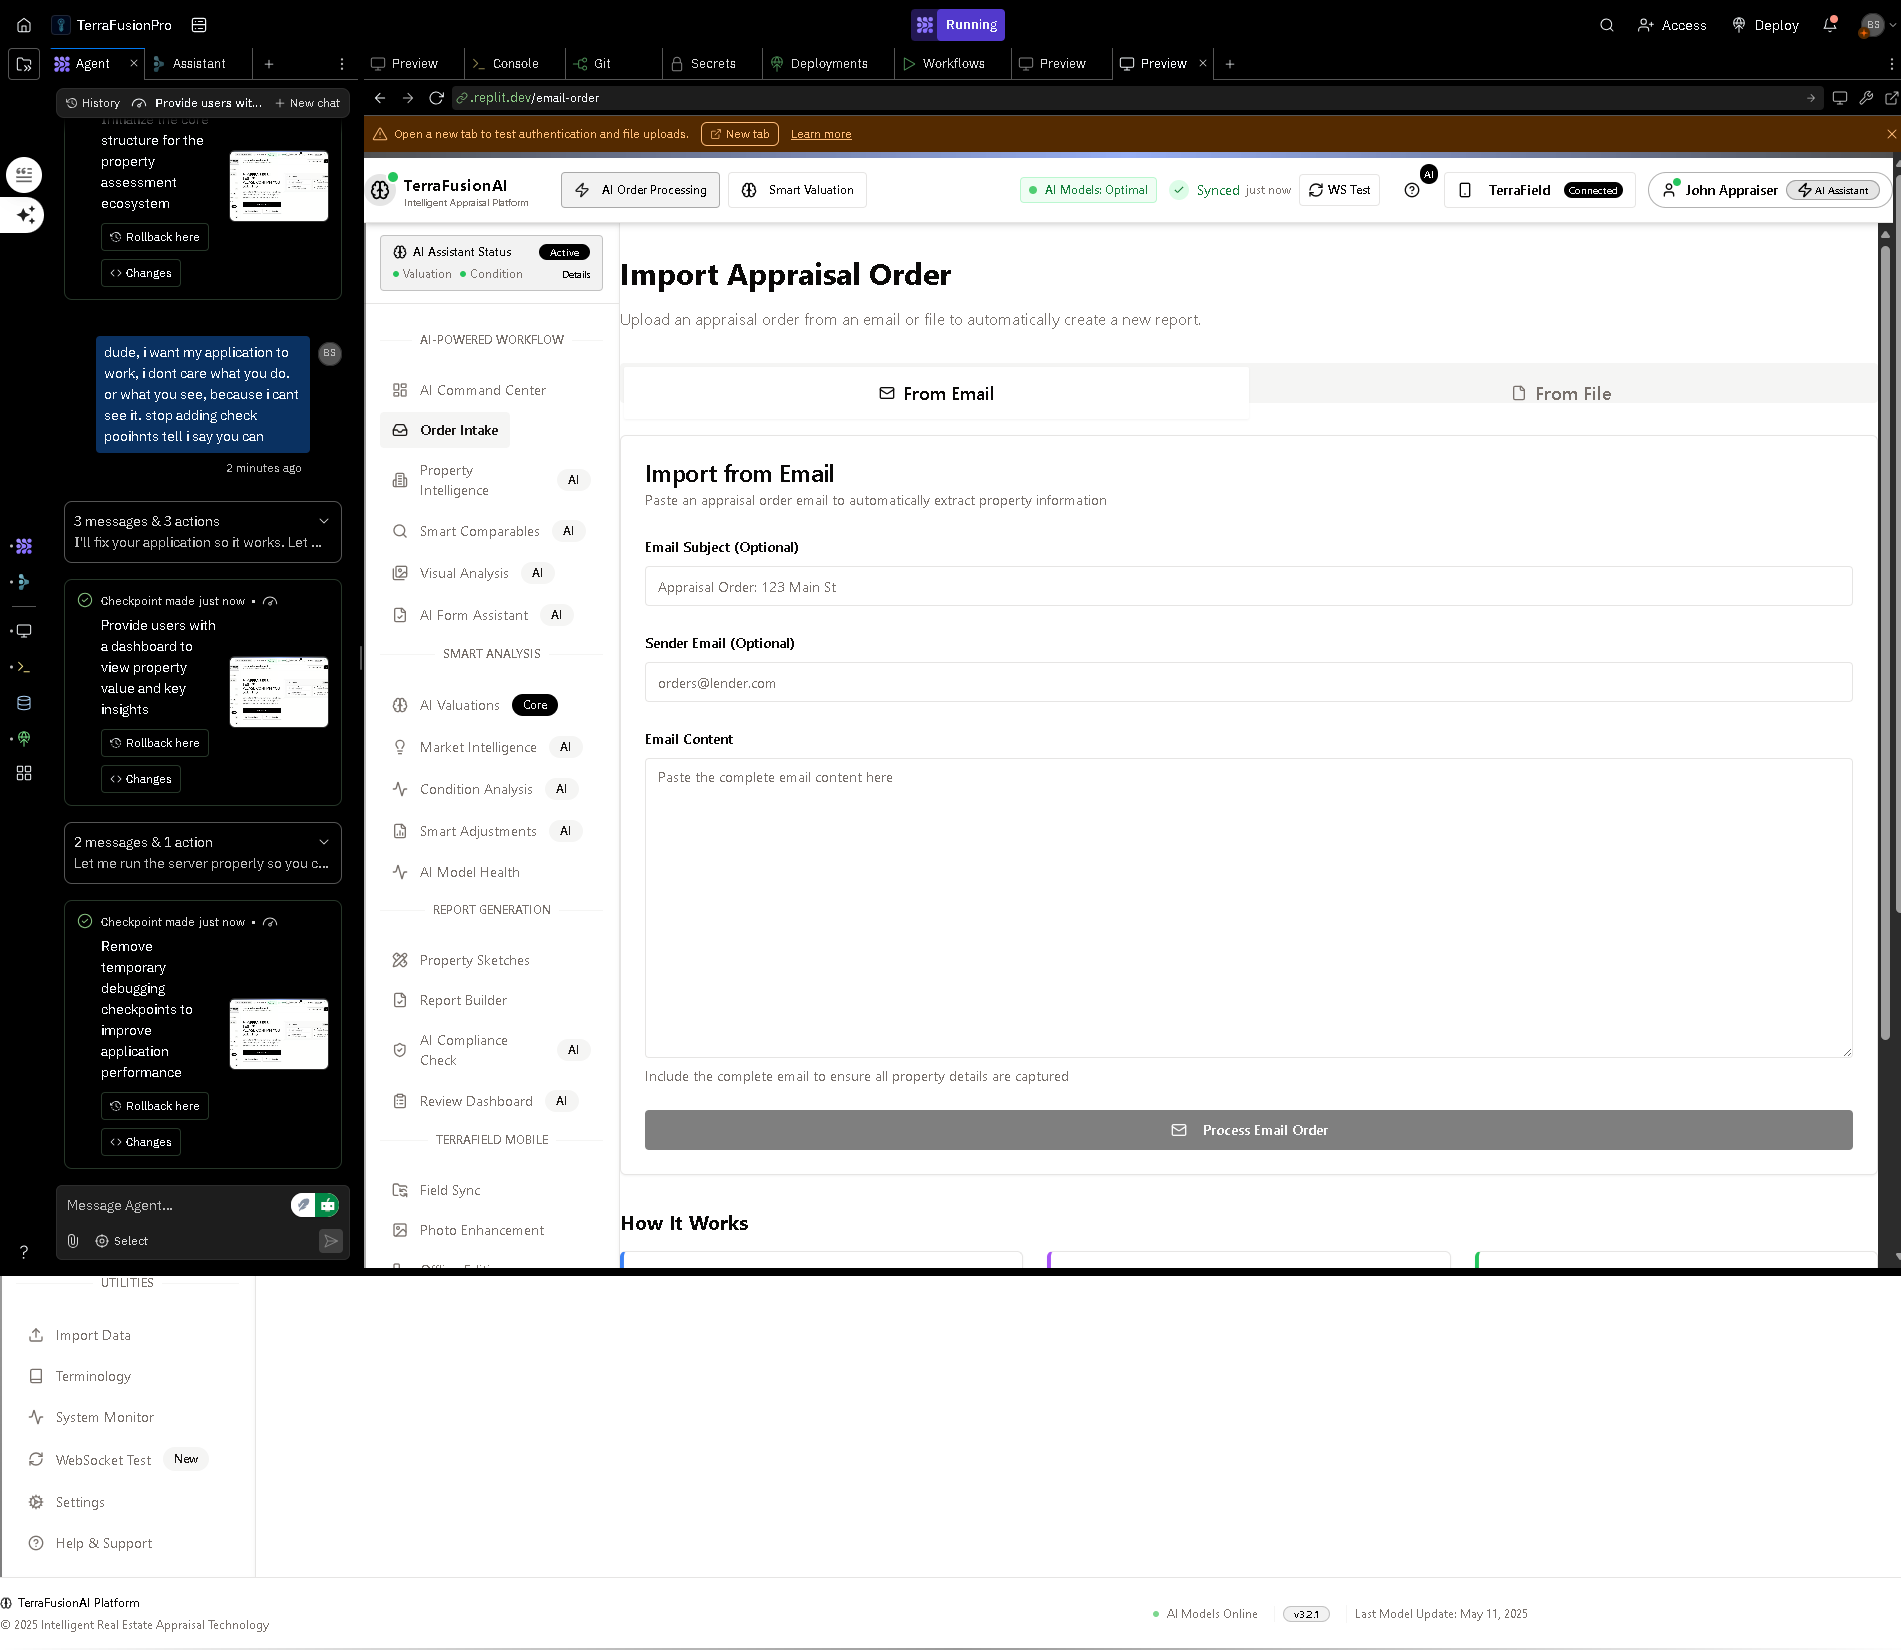 TerraFusionPro
Running
Access
Deploy
BS
Agent
Assistant
Preview
Console
Git
Secrets
Deployments
Workflows
Preview
Preview
History
Provide users wit...
New chat
.replit.dev/email-order
Open a new tab to test authentication and file uploads.
New tab
Learn more
Initialize the core
structure for the
property
assessment
ecosystem
Rollback here
Changes
dude, i want my application to
work, i dont care what you do.
or what you see, because i cant
see it. stop adding check
pooihnts tell i say you can
BS
2 minutes ago
3 messages & 3 actions
I'll fix your application so it works. Let ...
Checkpoint made just now
Provide users with
a dashboard to
view property
value and key
insights
Rollback here
Changes
2 messages & 1 action
Let me run the server properly so you c...
Checkpoint made just now
Remove
temporary
debugging
checkpoints to
improve
application
performance
Rollback here
Changes
Message Agent...
Select
TerraFusionAI
Intelligent Appraisal Platform
AI Order Processing
Smart Valuation
AI Models: Optimal
Synced just now
WS Test
AI
TerraField
Connected
John Appraiser
AI Assistant
AI Assistant Status
Active
Valuation
Condition
Details
AI-POWERED WORKFLOW
AI Command Center
Order Intake
Property
Intelligence
AI
Smart Comparables
AI
Visual Analysis
AI
AI Form Assistant
AI
SMART ANALYSIS
AI Valuations
Core
Market Intelligence
AI
Condition Analysis
AI
Smart Adjustments
AI
AI Model Health
REPORT GENERATION
Property Sketches
Report Builder
AI Compliance
Check
AI
Review Dashboard
AI
TERRAFIELD MOBILE
Field Sync
Photo Enhancement
Import Appraisal Order
Upload an appraisal order from an email or file to automatically create a new report.
From Email
From File
Import from Email
Paste an appraisal order email to automatically extract property information
Email Subject (Optional)
Appraisal Order: 123 Main St
Sender Email (Optional)
orders@lender.com
Email Content
Paste the complete email content here
Include the complete email to ensure all property details are captured
Process Email Order
How It Works
UTILITIES
Import Data
Terminology
System Monitor
WebSocket Test
New
Settings
Help & Support
TerraFusionAI Platform
© 2025 Intelligent Real Estate Appraisal Technology
AI Models Online
v3.2.1
Last Model Update: May 11, 2025